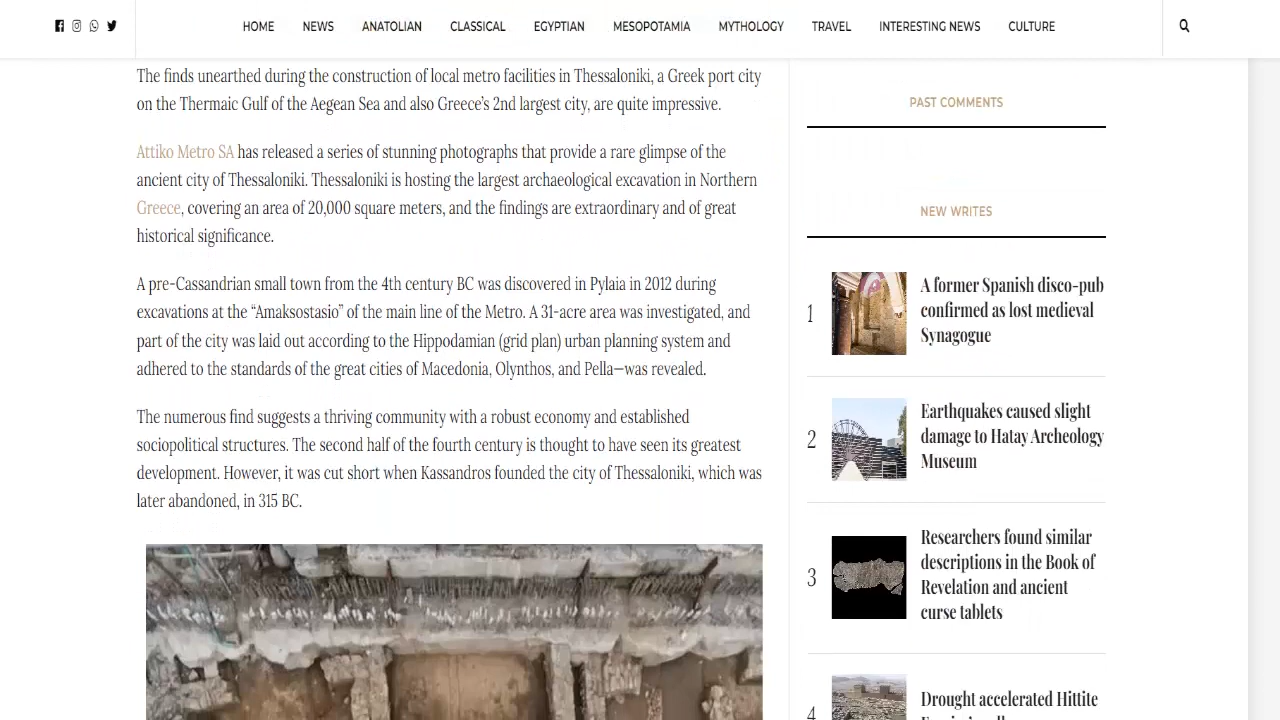 HOME NEWS ANATOLIAN CLASSICAL EGYPTIAN MESOPOTAMIA MYTHOLOGY TRAVEL INTERESTING NEWS CULTURE
The finds unearthed during the construction of local metro facilities in Thessaloniki, a Greek port city
on the Thermaic Gulf of the Aegean Sea and also Greece’s 2nd largest city, are quite impressive.
Attiko Metro SA has released a series of stunning photographs that provide a rare glimpse of the
ancient city of Thessaloniki. Thessaloniki is hosting the largest archaeological excavation in Northern
Greece, covering an area of 20,000 square meters, and the findings are extraordinary and of great
historical significance.
A pre-Cassandrian small town from the 4th century BC was discovered in Pylaia in 2012 during
excavations at the “Amaksostasio” of the main line of the Metro. A 31-acre area was investigated, and
part of the city was laid out according to the Hippodamian (grid plan) urban planning system and
adhered to the standards of the great cities of Macedonia, Olynthos, and Pella—was revealed.
The numerous find suggests a thriving community with a robust economy and established
sociopolitical structures. The second half of the fourth century is thought to have seen its greatest
development. However, it was cut short when Kassandros founded the city of Thessaloniki, which was
later abandoned, in 315 BC.
PAST COMMENTS
NEW WRITES
1
A former Spanish disco-pub
confirmed as lost medieval
Synagogue
2
Earthquakes caused slight
damage to Hatay Archeology
Museum
3
Researchers found similar
descriptions in the Book of
Revelation and ancient
curse tablets
4
Drought accelerated Hittite